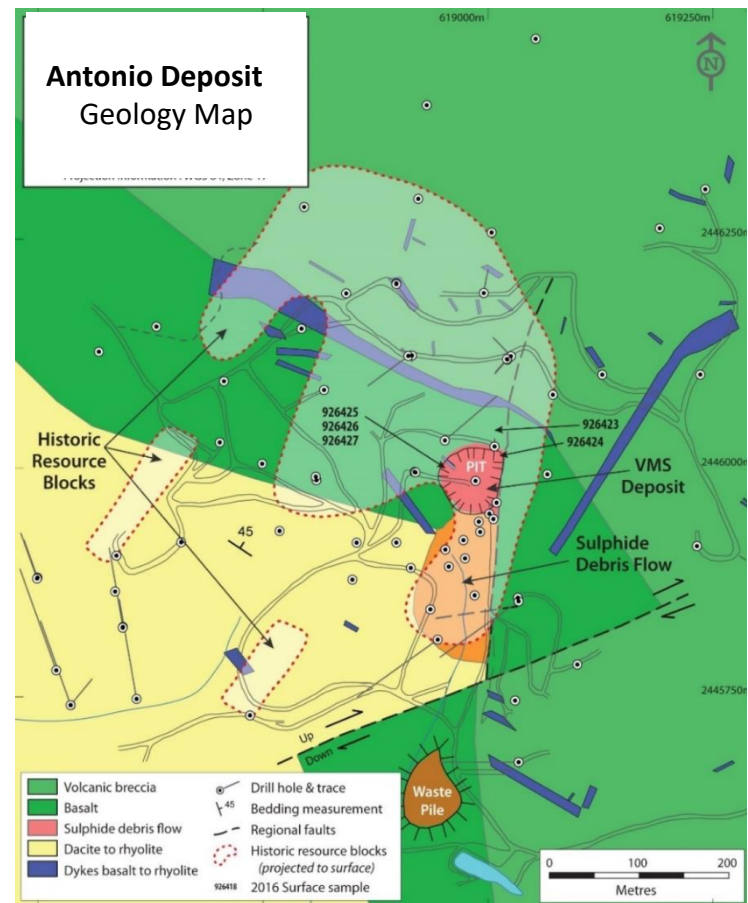 619000m
619250m
Antonio Deposit
Geology Map
N
2446250m
926425
926426
926427
926423
926424
Historic
Resource
Blocks
PIT
VMS
Deposit
2446000m
45
Sulphide
Debris Flow
2445750m
Up
Down
Waste
Pile
Volcanic breccia
Basalt
Sulphide debris flow
Dacite to rhyolite
Dykes basalt to rhyolite
Drill hole & trace
45
Bedding measurement
Regional faults
Historic resource blocks
(projected to surface)
926418
2016 Surface sample
0
100
200
Metres